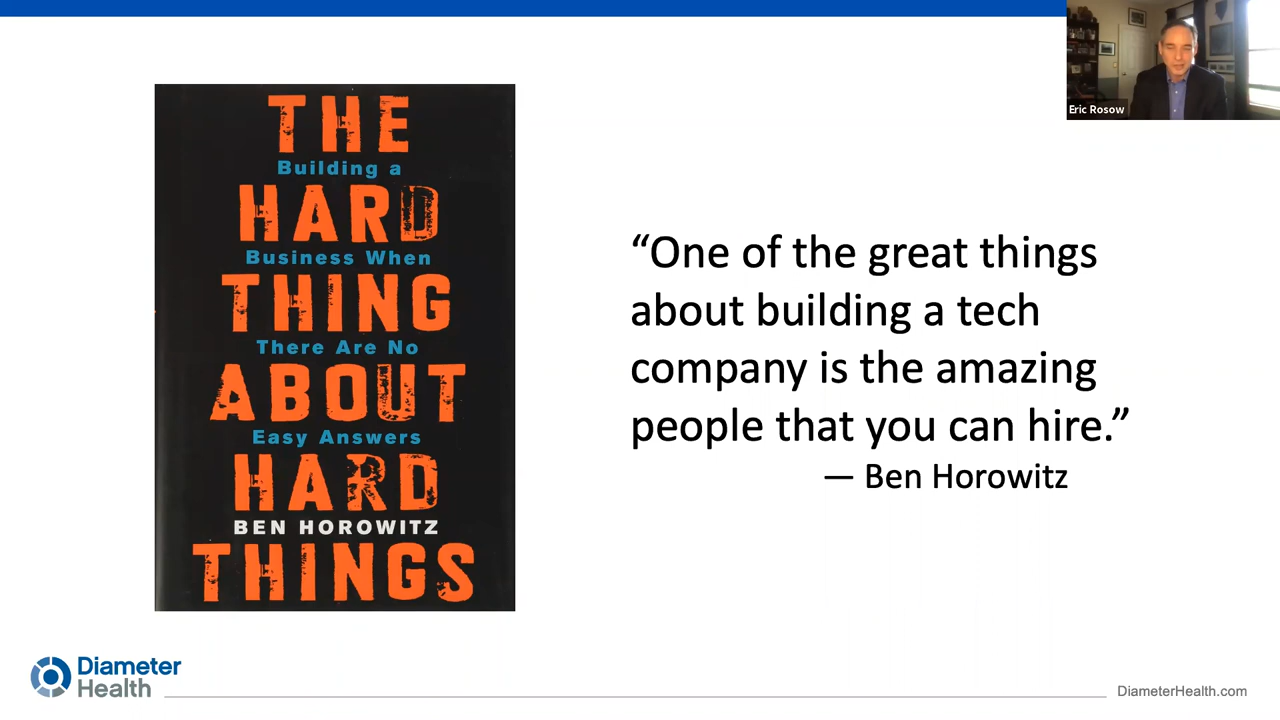 Eric Rosow
THE
Building a
HARD
Business When
THING
There Are No
ABOUT
Easy Answers
HARD
BEN HOROWITZ
THINGS
“One of the great things
about building a tech
company is the amazing
people that you can hire.”
— Ben Horowitz
Diameter
Health
DiameterHealth.com